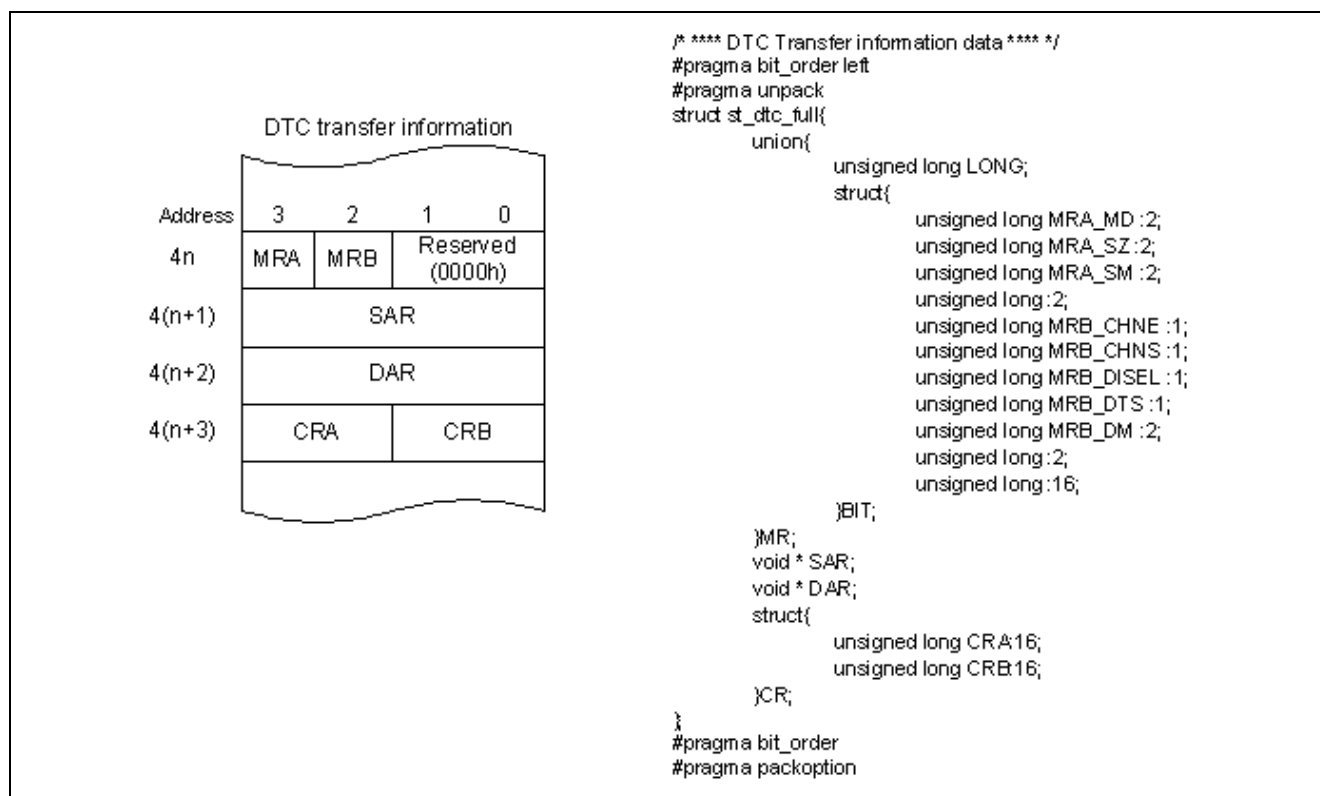 DTC transfer information
Address 3 2 1 0
4n MRA MRB Reserved
(0000h)
4(n+1) SAR
4(n+2) DAR
4(n+3) CRA CRB
/* **** DTC Transfer information data **** */
#pragma bit_order left
#pragma unpack
struct st_dtc_full{
union{
unsigned long LONG;
struct{
unsigned long MRA_MD :2;
unsigned long MRA_SZ :2;
unsigned long MRA_SM :2;
unsigned long :2;
unsigned long MRB_CHNE :1;
unsigned long MRB_CHNS :1;
unsigned long MRB_DISEL :1;
unsigned long MRB_DTS :1;
unsigned long MRB_DM :2;
unsigned long :2;
unsigned long :16;
}BIT;
}MR;
void * SAR;
void * DAR;
struct{
unsigned long CRA:16;
unsigned long CRB:16;
}CR;
};
#pragma bit_order
#pragma packoption